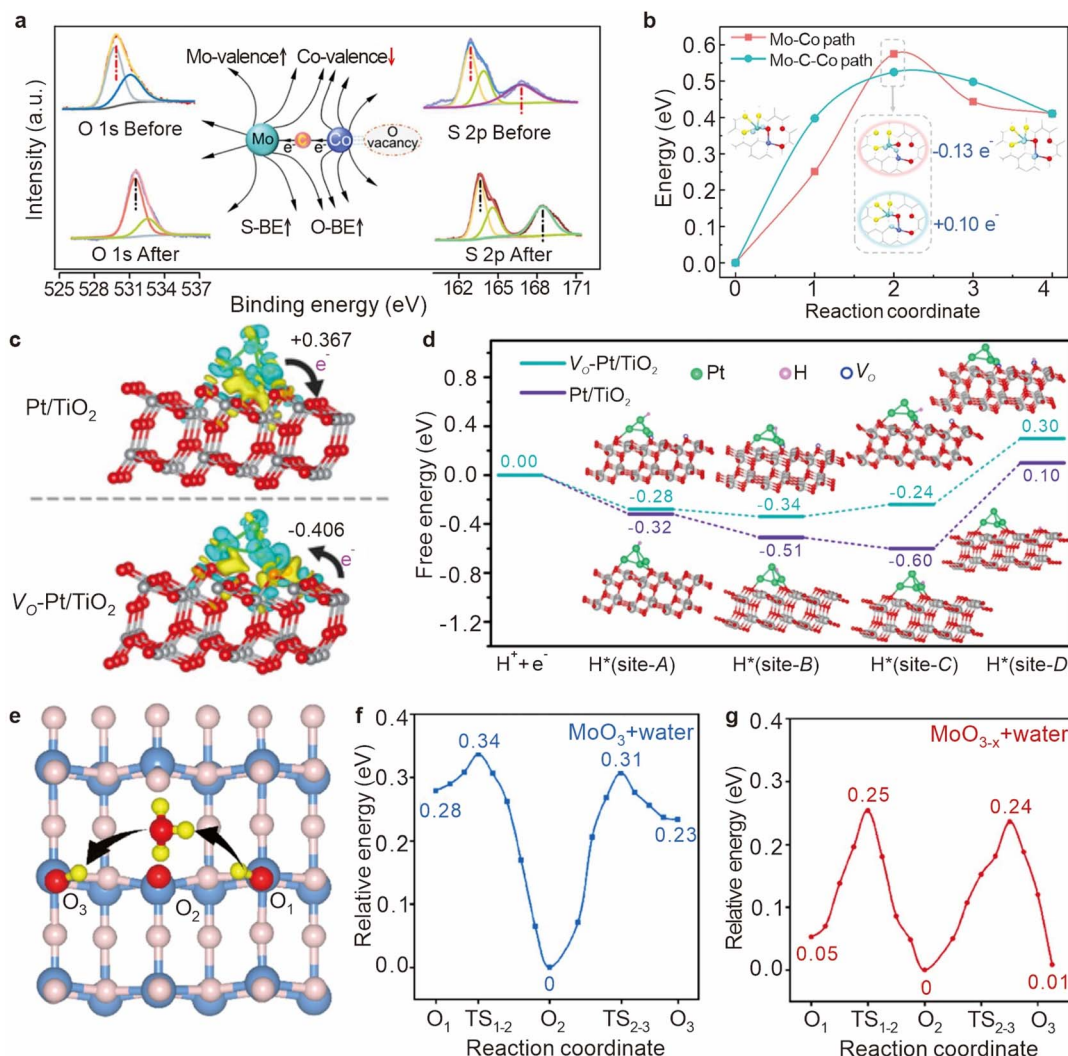 a
Intensity (a.u.)
Mo-valence↑
Co-valence↓
O 1s Before
S 2p Before
Mo
e-
C
e-
Co
O
vacancy
S-BE↑
O-BE↑
O 1s After
S 2p After
525 528 531 534 537
162 165 168 171
Binding energy (eV)
b
Mo-Co path
Mo-C-Co path
Energy (eV)
0.6
0.5
0.4
0.3
0.2
0.1
0.0
-0.13 e-
+0.10 e-
0 1 2 3 4
Reaction coordinate
c
+0.367
e-
Pt/TiO2
-0.406
e-
VO-Pt/TiO2
d
VO-Pt/TiO2
Pt/TiO2
Pt
H
VO
Free energy (eV)
0.8
0.4
0.0
-0.4
-0.8
-1.2
0.00
-0.28
-0.34
-0.24
0.30
-0.32
-0.51
-0.60
0.10
H+ + e-
H*(site-A)
H*(site-B)
H*(site-C)
H*(site-D)
e
O3
O2
O1
f
MoO3+water
Relative energy (eV)
0.4
0.3
0.2
0.1
0.0
0.28
0.34
0
0.31
0.23
O1 TS1-2 O2 TS2-3 O3
Reaction coordinate
g
MoO3-x+water
Relative energy (eV)
0.4
0.3
0.2
0.1
0.0
0.05
0.25
0
0.24
0.01
O1 TS1-2 O2 TS2-3 O3
Reaction coordinate